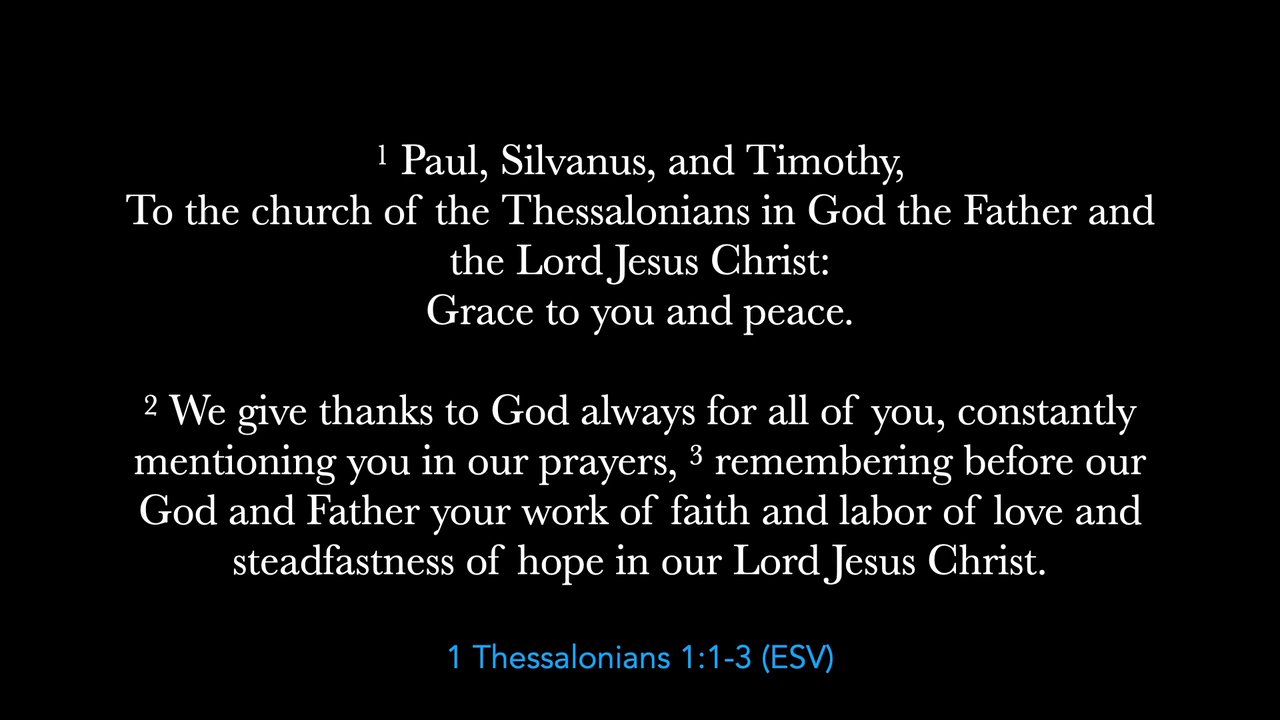 ¹ Paul, Silvanus, and Timothy,
To the church of the Thessalonians in God the Father and
the Lord Jesus Christ:
Grace to you and peace.
² We give thanks to God always for all of you, constantly
mentioning you in our prayers, ³ remembering before our
God and Father your work of faith and labor of love and
steadfastness of hope in our Lord Jesus Christ.
1 Thessalonians 1:1-3 (ESV)